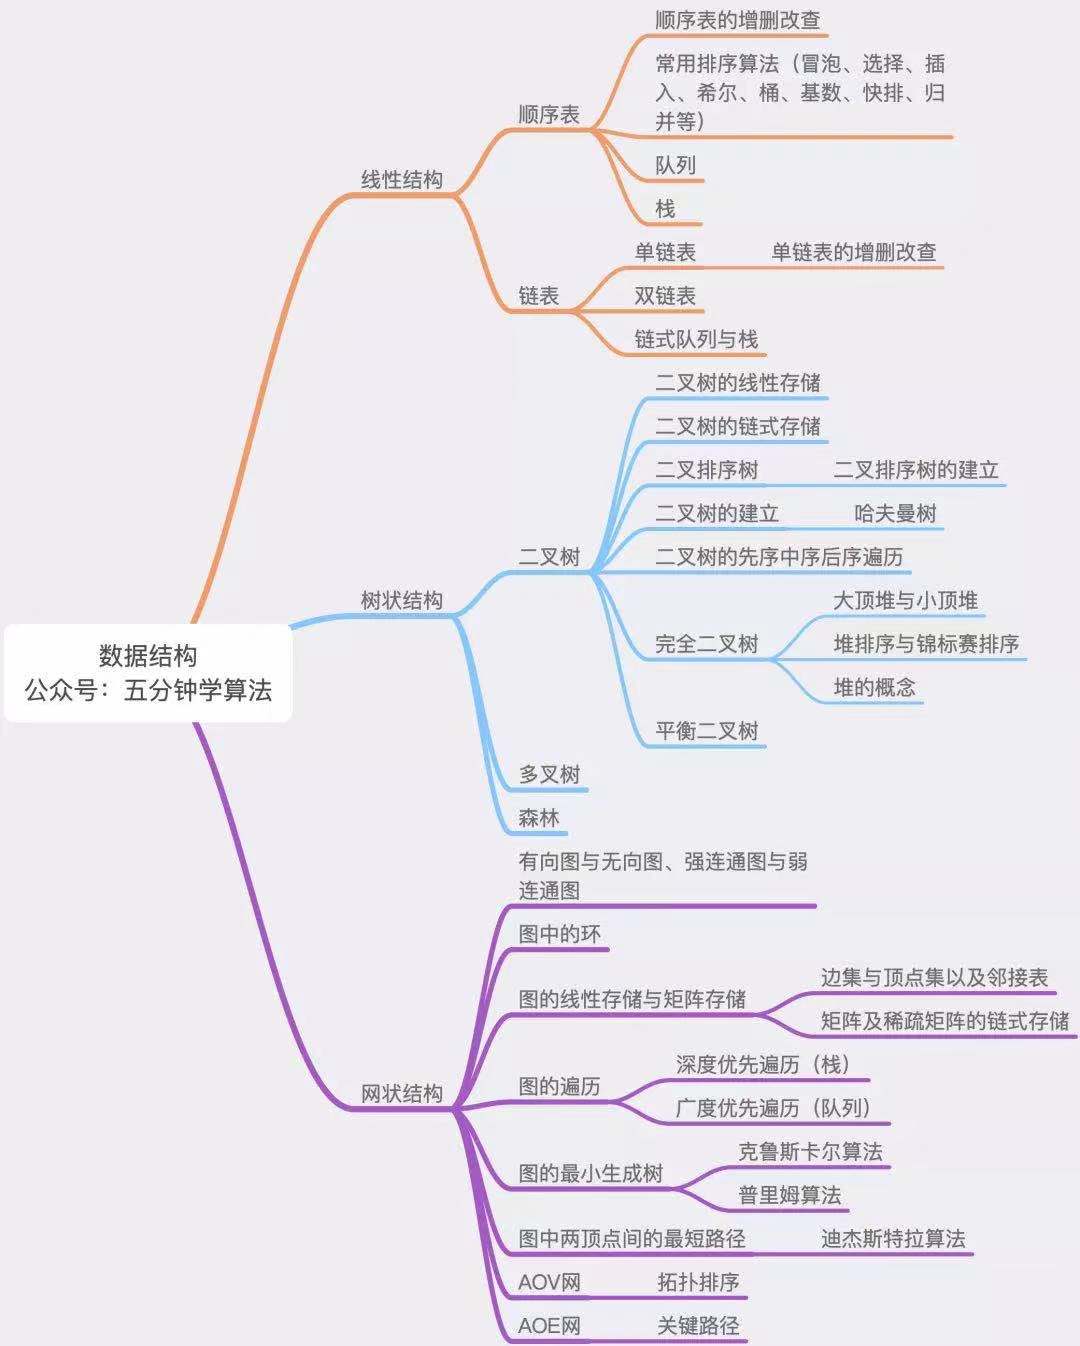 顺序表的增删改查
常用排序算法（冒泡、选择、插
入、希尔、桶、基数、快排、归
并等）
顺序表
队列
线性结构
栈
单链表
单链表的增删改查
链表
双链表
链式队列与栈
二叉树的线性存储
二叉树的链式存储
二叉排序树
二叉排序树的建立
二叉树的建立
哈夫曼树
二叉树
二叉树的先序中序后序遍历
树状结构
大顶堆与小顶堆
完全二叉树
堆排序与锦标赛排序
堆的概念
数据结构
公众号：五分钟学算法
平衡二叉树
多叉树
森林
有向图与无向图、强连通图与弱
连通图
图中的环
图的线性存储与矩阵存储
边集与顶点集以及邻接表
矩阵及稀疏矩阵的链式存储
网状结构
图的遍历
深度优先遍历（栈）
广度优先遍历（队列）
图的最小生成树
克鲁斯卡尔算法
普里姆算法
图中两顶点间的最短路径
迪杰斯特拉算法
AOV网
拓扑排序
AOE网
关键路径